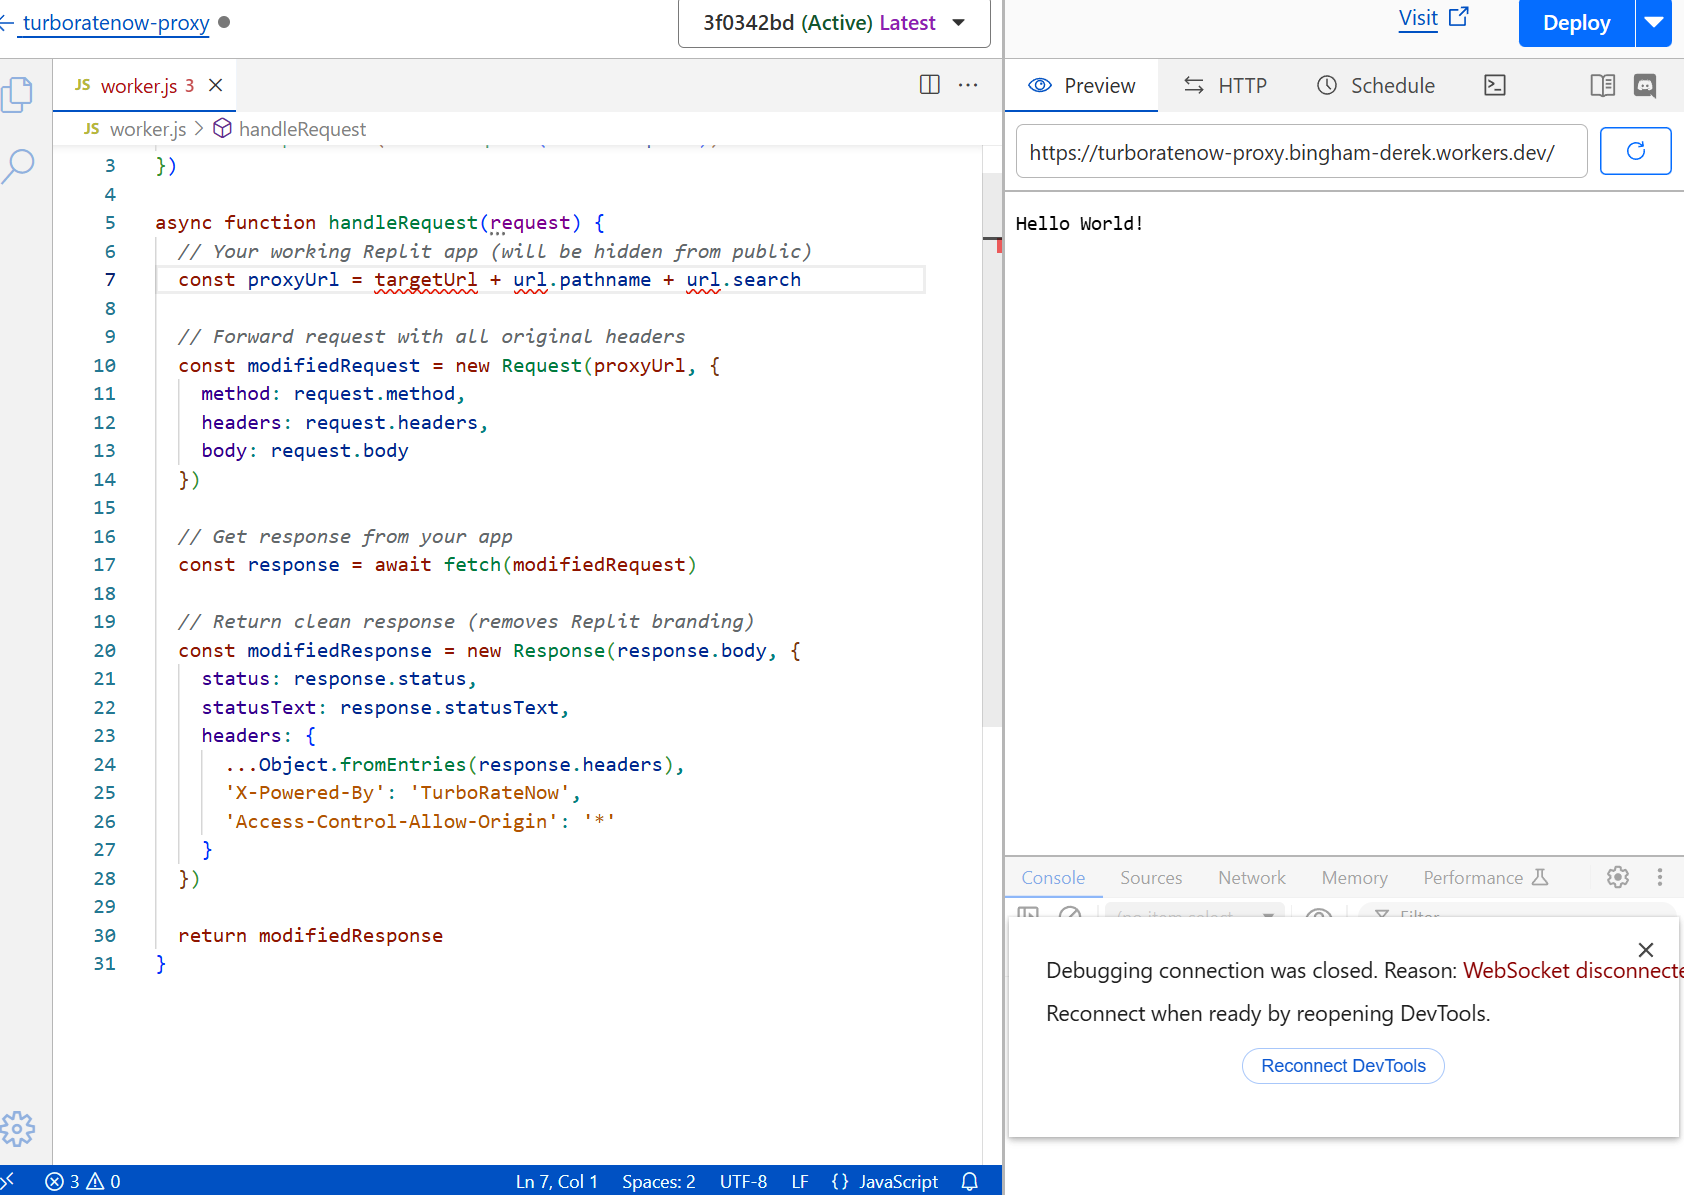 turboratenow-proxy
3f0342bd (Active) Latest
Visit
Deploy
JS worker.js 3
Preview
HTTP
Schedule
JS worker.js > handleRequest
https://turboratenow-proxy.bingham-derek.workers.dev/
Hello World!
3 })
4
5 async function handleRequest(request) {
6 // Your working Replit app (will be hidden from public)
7 const proxyUrl = targetUrl + url.pathname + url.search
8
9 // Forward request with all original headers
10 const modifiedRequest = new Request(proxyUrl, {
11 method: request.method,
12 headers: request.headers,
13 body: request.body
14 })
15
16 // Get response from your app
17 const response = await fetch(modifiedRequest)
18
19 // Return clean response (removes Replit branding)
20 const modifiedResponse = new Response(response.body, {
21 status: response.status,
22 statusText: response.statusText,
23 headers: {
24 ...Object.fromEntries(response.headers),
25 'X-Powered-By': 'TurboRateNow',
26 'Access-Control-Allow-Origin': '*'
27 }
28 })
29
30 return modifiedResponse
31 }
Console Sources Network Memory Performance
Filter
Debugging connection was closed. Reason: WebSocket disconnecte
Reconnect when ready by reopening DevTools.
Reconnect DevTools
3 0
Ln 7, Col 1 Spaces: 2 UTF-8 LF {} JavaScript